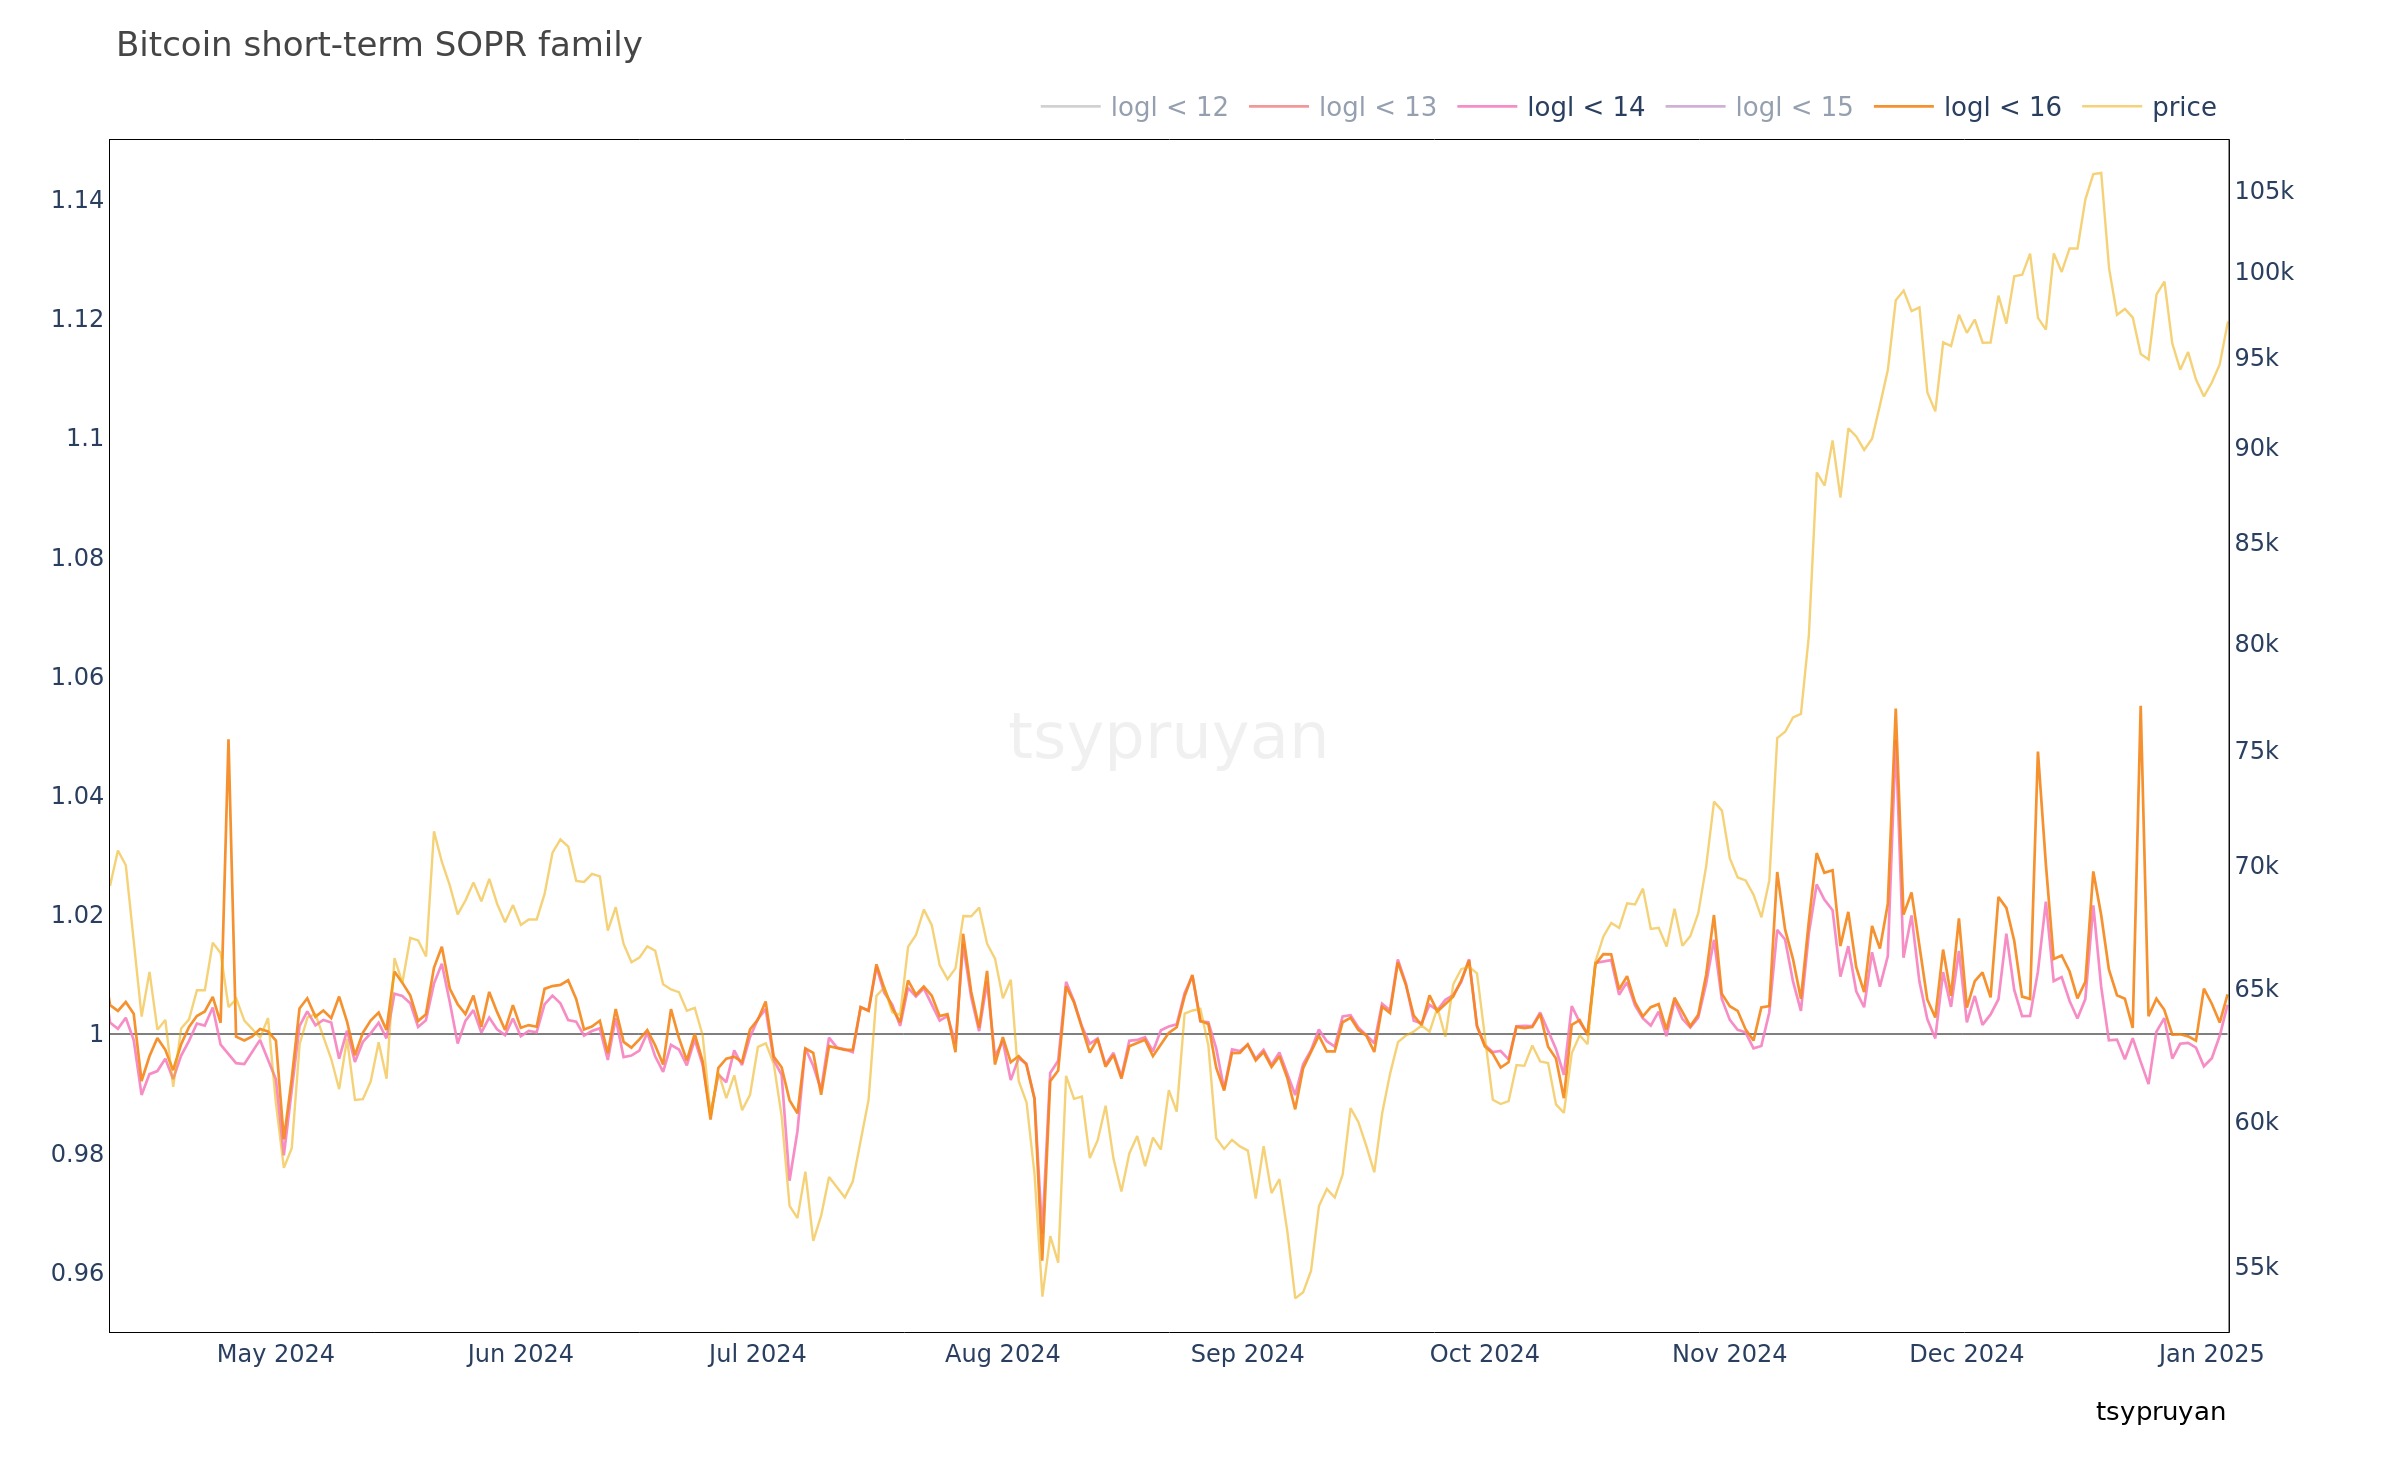 Bitcoin short-term SOPR family
logl < 12 logl < 13 logl < 14 logl < 15 logl < 16 price
1.14 105k
1.12 100k
1.1 95k
1.08 90k
1.06 85k
1.04 80k
1.02 75k
1 70k
0.98 65k
0.96 60k
55k
tsypruyan
May 2024 Jun 2024 Jul 2024 Aug 2024 Sep 2024 Oct 2024 Nov 2024 Dec 2024 Jan 2025
tsypruyan